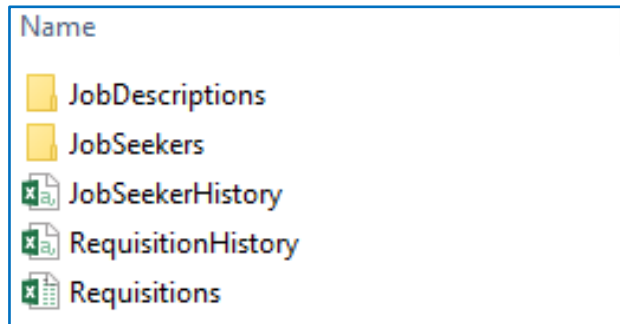 Name
JobDescriptions
JobSeekers
JobSeekerHistory
RequisitionHistory
Requisitions